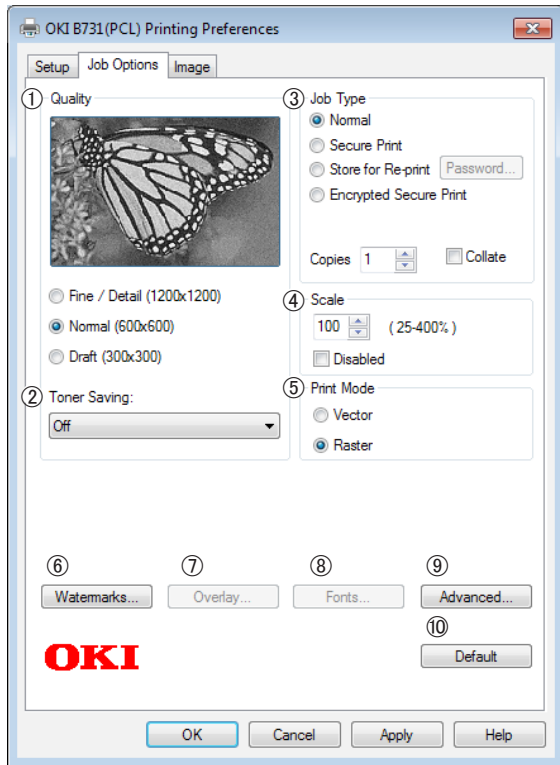 OKI B731(PCL) Printing Preferences
Setup
Job Options
Image
① Quality
Fine / Detail (1200x1200)
Normal (600x600)
Draft (300x300)
② Toner Saving:
Off
③ Job Type
Normal
Secure Print
Store for Re-print Password...
Encrypted Secure Print
Copies 1 Collate
④ Scale
100 ( 25-400% )
Disabled
⑤ Print Mode
Vector
Raster
⑥ ⑦ ⑧ ⑨
Watermarks... Overlay... Fonts... Advanced...
⑩
OKI Default
OK Cancel Apply Help